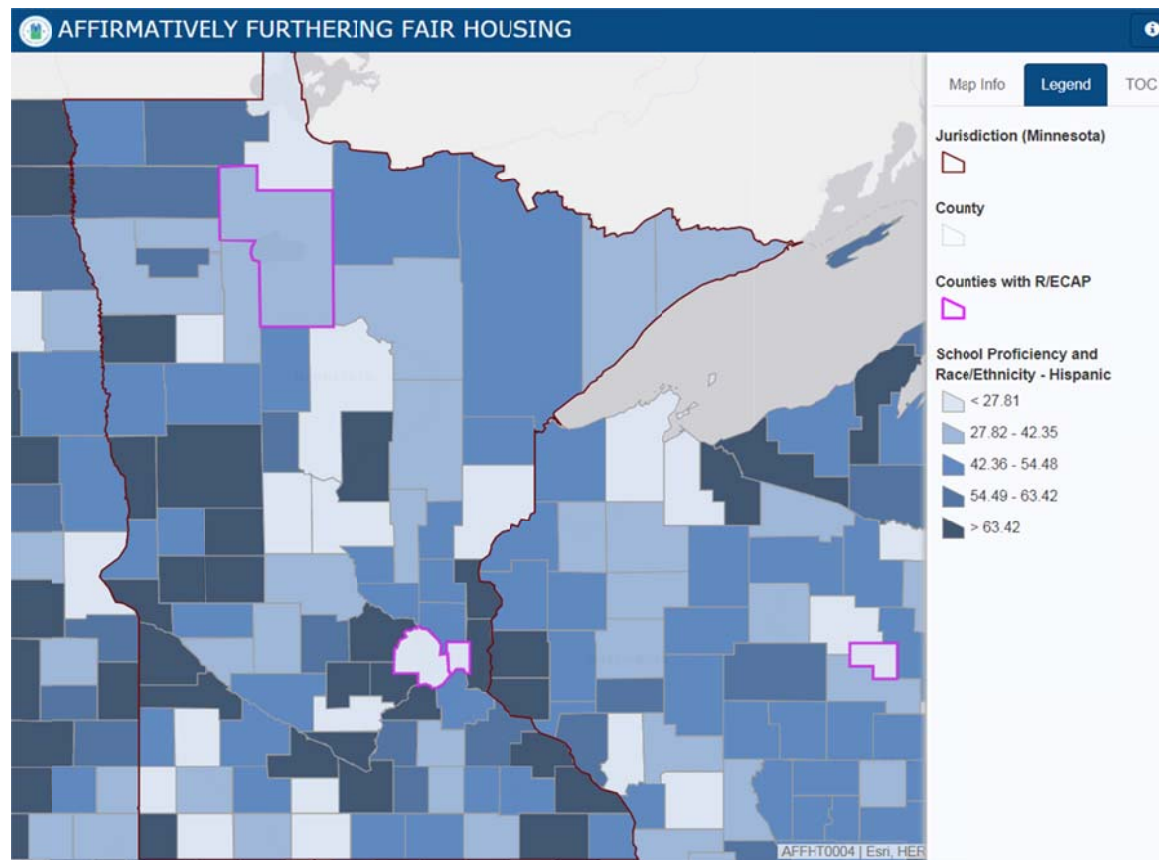 AFFIRMATIVELY FURTHERING FAIR HOUSING
Map Info Legend TOC
Jurisdiction (Minnesota)
County
Counties with R/ECAP
School Proficiency and
Race/Ethnicity - Hispanic
< 27.81
27.82 - 42.35
42.36 - 54.48
54.49 - 63.42
> 63.42
AFFHT0004 | Esri, HER